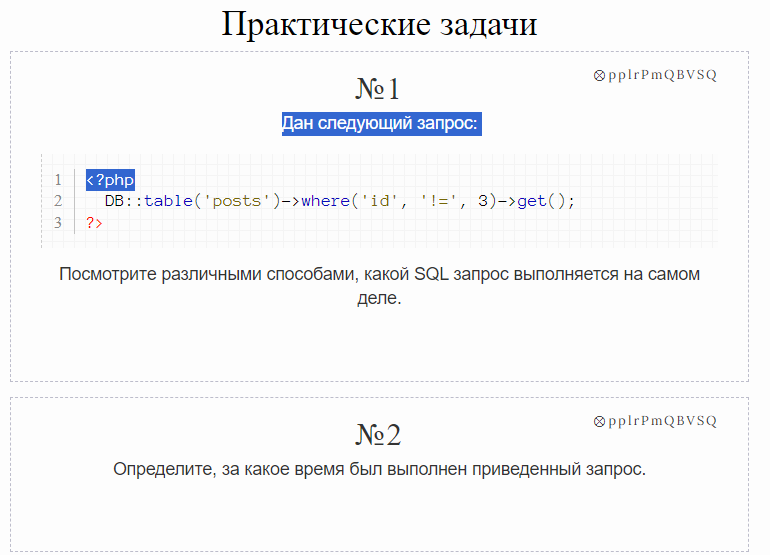 Практические задачи
⊗pplrPmQBVSQ
№1
Дан следующий запрос:
1 <?php
2 DB::table('posts')->where('id', '!=', 3)->get();
3 ?>
Посмотрите различными способами, какой SQL запрос выполняется на самом
деле.
⊗pplrPmQBVSQ
№2
Определите, за какое время был выполнен приведенный запрос.